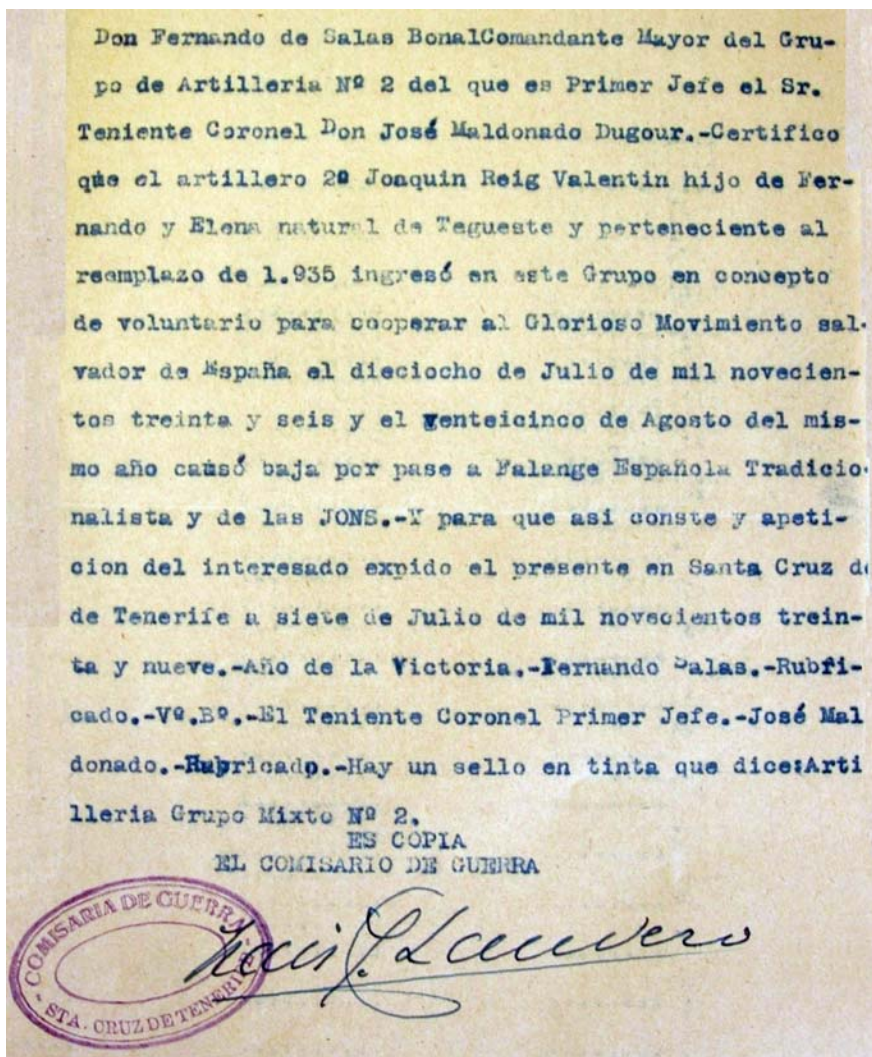 Don Fernando de Salas BonalComandante Mayor del Gru-
po de Artilleria Nº 2 del que es Primer Jefe el Sr.
Teniente Coronel Don José Maldonado Dugour.-Certifico
que el artillero 2º Joaquin Reig Valentin hijo de Fer-
nando y Elena natural de Tegueste y perteneciente al
reemplazo de 1.935 ingresó en este Grupo en concepto
de voluntario para cooperar al Glorioso Movimiento sal-
vador de España el dieciocho de Julio de mil novecien-
tos treinta y seis y el venteicinco de Agosto del mis-
mo año causó baja por pase a Falange Española Tradicio-
nalista y de las JONS.-Y para que asi conste y apeti-
cion del interesado expido el presente en Santa Cruz de
de Tenerife a siete de Julio de mil novecientos trein-
ta y nueve.-Año de la Victoria.-Fernando Salas.-Rubri-
cado.-Vº.Bº.-El Teniente Coronel Primer Jefe.-José Mal
donado.-Rubricado.-Hay un sello en tinta que dice:Arti
lleria Grupo Mixto Nº 2.
ES COPIA
EL COMISARIO DE GUERRA
COMISARIA DE GUERRA
STA. CRUZ DE TENERIFE